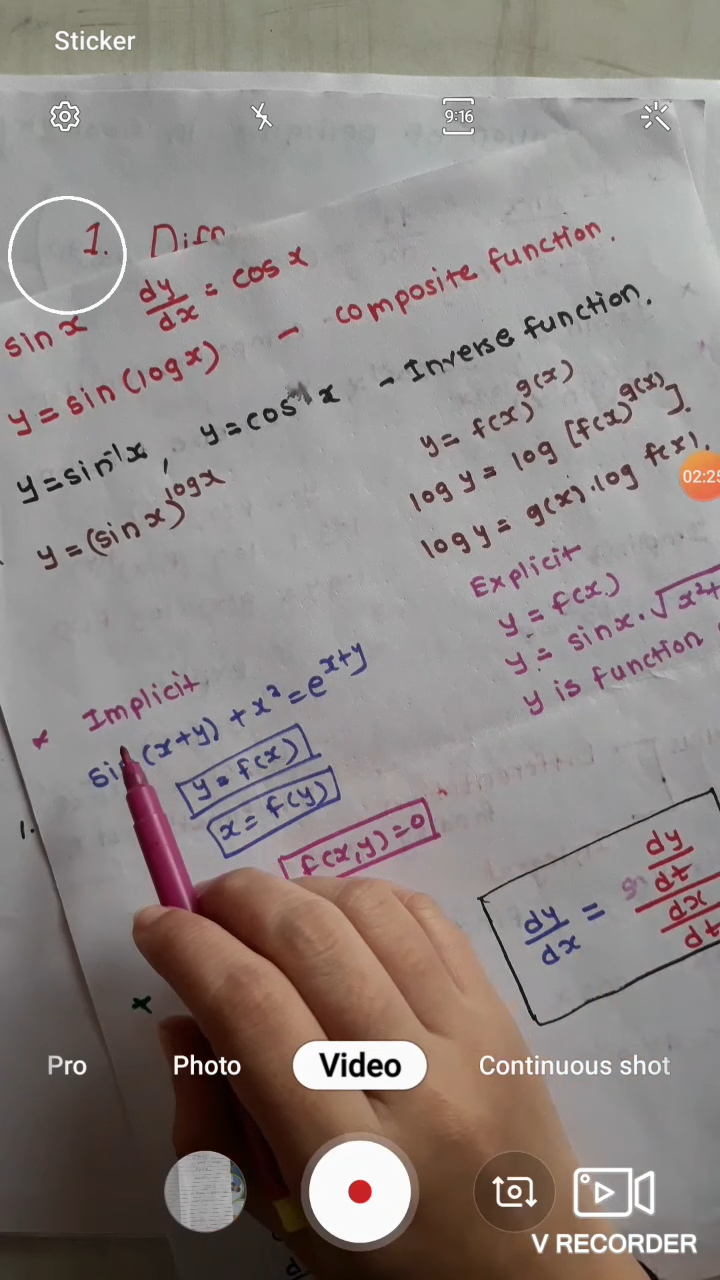 Sticker
9:16
1. Diffn
sin x dy/dx = cos x
y = sin (log x) - composite function.
y = sin⁻¹x, y = cos⁻¹x - Inverse function.
y = (sin x)^log x
y = f(x)^g(x)
log y = log [f(x)^g(x)].
log y = g(x).log f(x).
Explicit
y = f(x)
y = sin x. √x²+
y is function
* Implicit
sin (x+y) + x² = e^x+y
y = f(x)
x = f(y)
f(x,y) = 0
1.
dy/dx = dy/dt / dx/dt
02:25
Pro Photo Video Continuous shot
V RECORDER